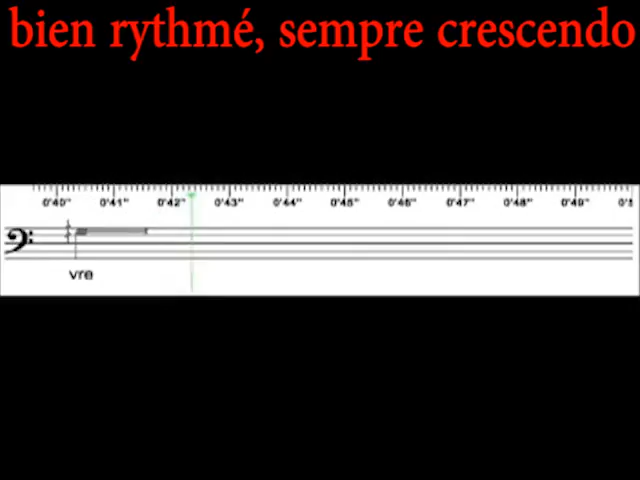 bien rythmé, sempre crescendo
0'40" 0'41" 0'42" 0'43" 0'44" 0'45" 0'46" 0'47" 0'48" 0'49"
vre